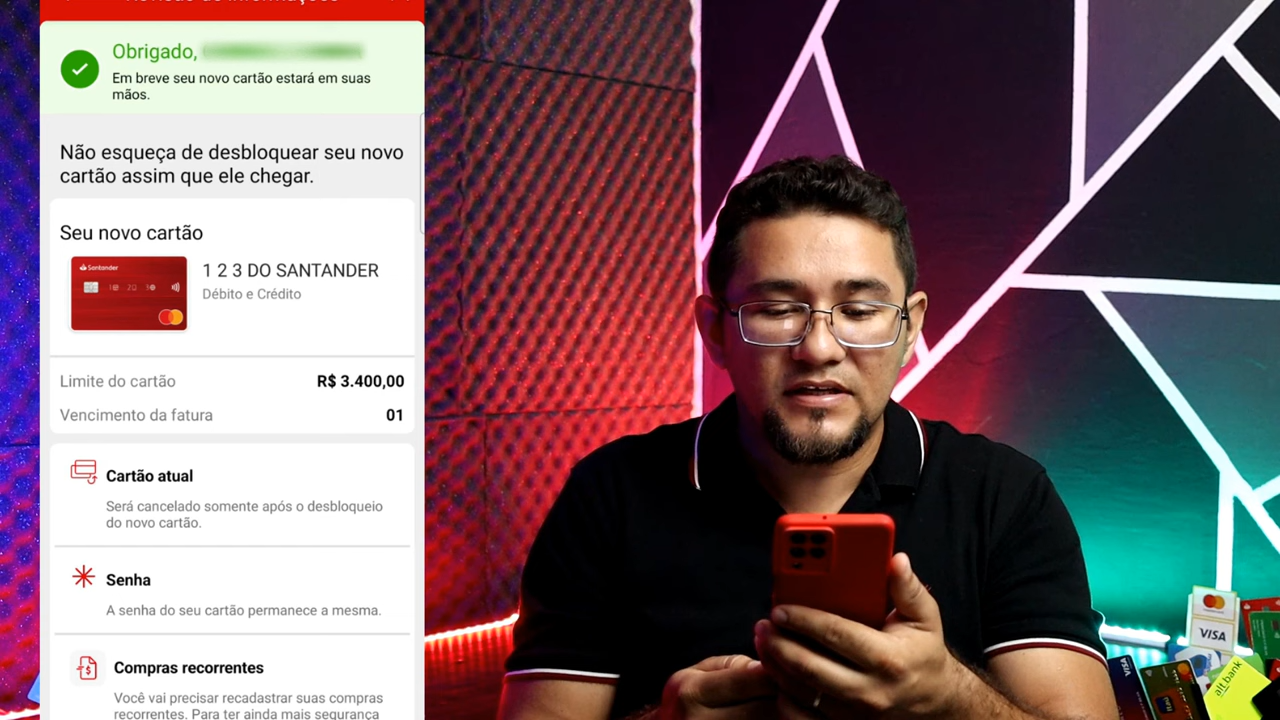 Obrigado,
Em breve seu novo cartão estará em suas
mãos.
Não esqueça de desbloquear seu novo
cartão assim que ele chegar.
Seu novo cartão
Santander
1 2 3 DO SANTANDER
Débito e Crédito
Limite do cartão R$ 3.400,00
Vencimento da fatura 01
Cartão atual
Será cancelado somente após o desbloqueio
do novo cartão.
Senha
A senha do seu cartão permanece a mesma.
Compras recorrentes
Você vai precisar recadastrar suas compras
recorrentes. Para ter ainda mais segurança
VISA
VISA
alt.bank